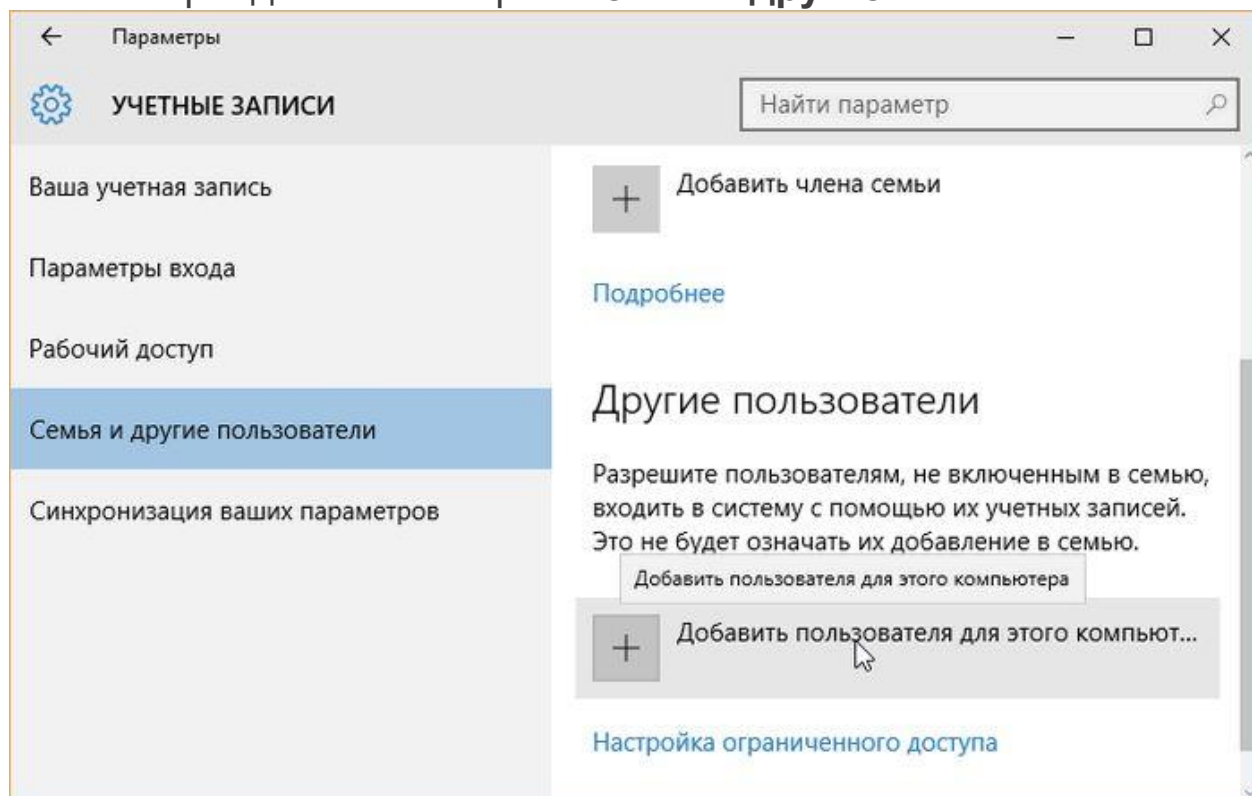 Параметры
УЧЕТНЫЕ ЗАПИСИ
Найти параметр
Ваша учетная запись
Параметры входа
Рабочий доступ
Семья и другие пользователи
Синхронизация ваших параметров
Добавить члена семьи
Подробнее
Другие пользователи
Разрешите пользователям, не включенным в семью,
входить в систему с помощью их учетных записей.
Это не будет означать их добавление в семью.
Добавить пользователя для этого компьютера
Добавить пользователя для этого компьют...
Настройка ограниченного доступа